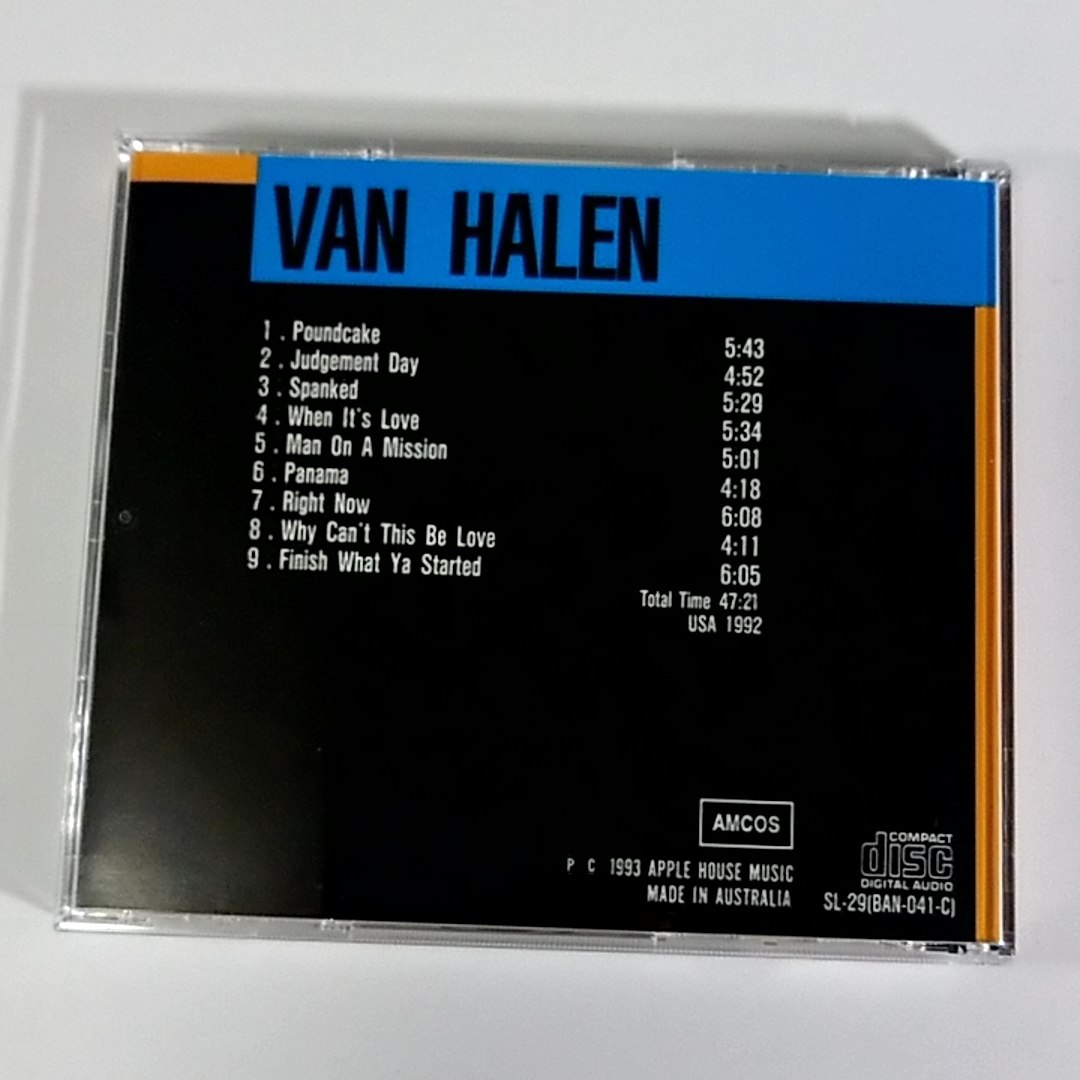 VAN HALEN
1 . Poundcake 5:43
2 . Judgement Day 4:52
3 . Spanked 5:29
4 . When It's Love 5:34
5 . Man On A Mission 5:01
6 . Panama 4:18
7 . Right Now 6:08
8 . Why Can't This Be Love 4:11
9 . Finish What Ya Started 6:05
Total Time 47:21
USA 1992
AMCOS
P C 1993 APPLE HOUSE MUSIC
MADE IN AUSTRALIA
COMPACT
disc
DIGITAL AUDIO
SL-29(BAN-041-C)